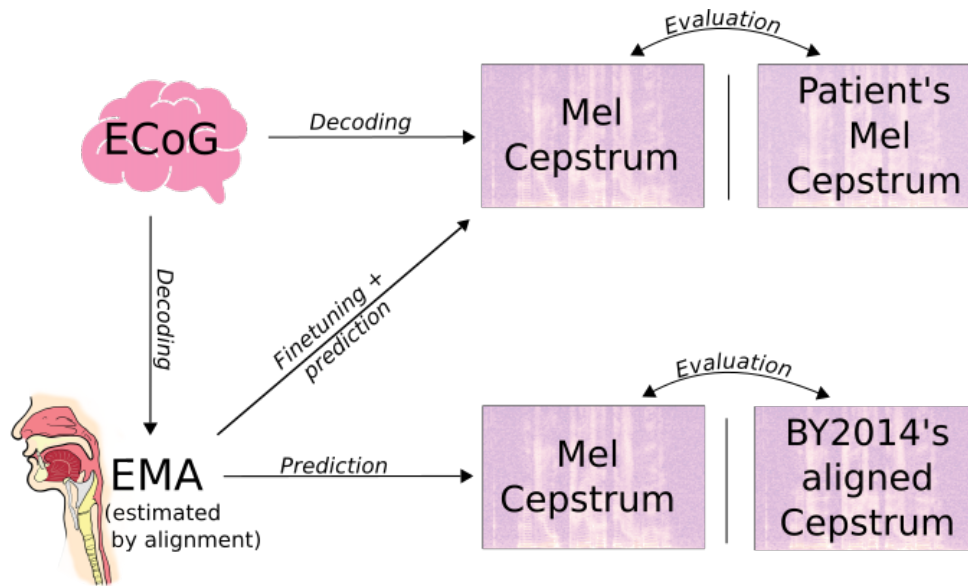 Evaluation
ECoG
Decoding
Mel
Cepstrum
Patient's
Mel
Cepstrum
Decoding
Finetuning +
prediction
Evaluation
EMA
(estimated
by alignment)
Prediction
Mel
Cepstrum
BY2014's
aligned
Cepstrum